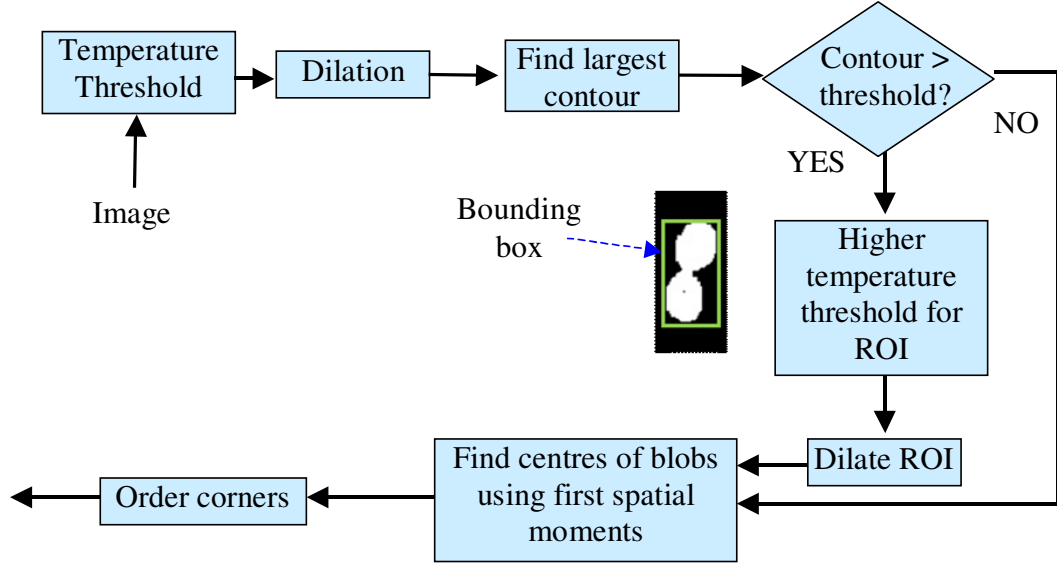 Temperature
Threshold
Dilation
Find largest
contour
Contour >
threshold?
NO
YES
Image
Bounding
box
Higher
temperature
threshold for
ROI
Dilate ROI
Find centres of blobs
using first spatial
moments
Order corners